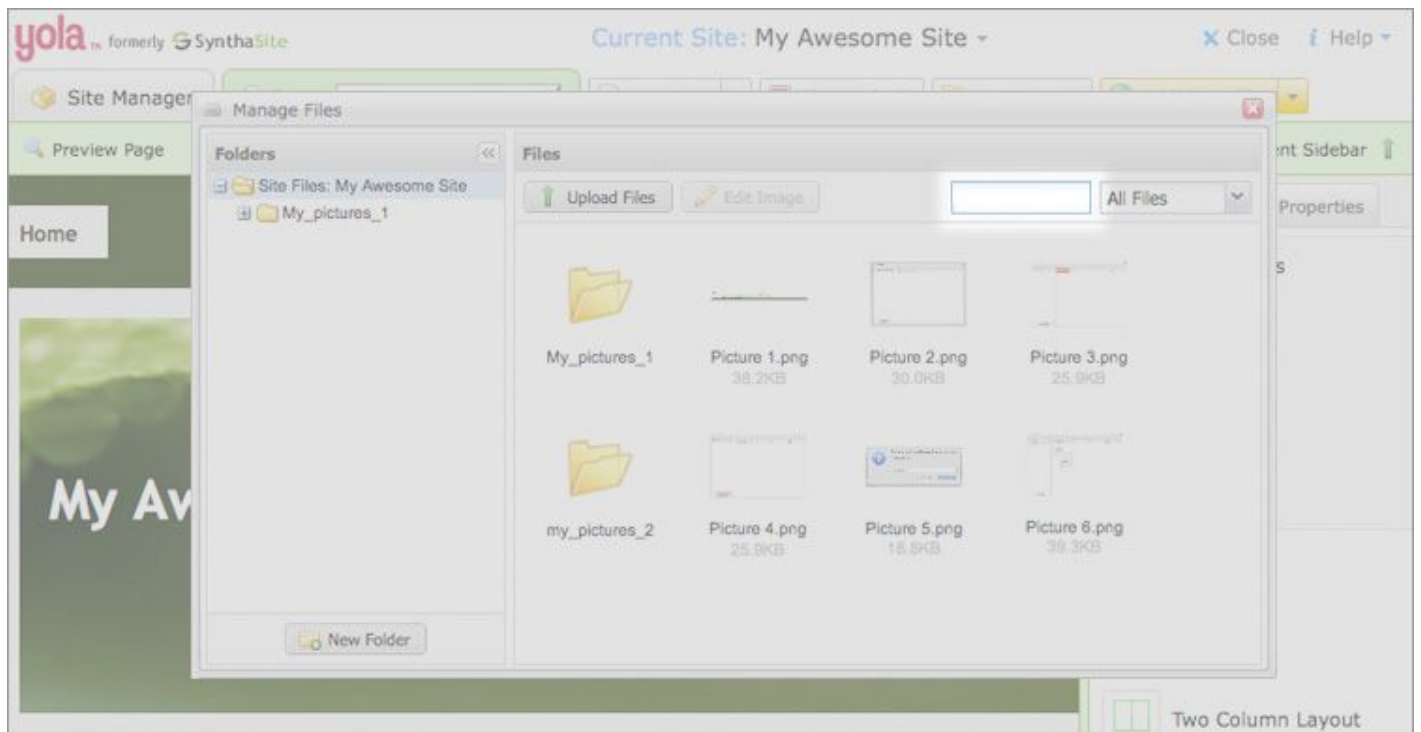 yola TM formerly SynthaSite
Current Site: My Awesome Site
Close
Help
Site Manager
Manage Files
Preview Page
Folders
Files
Sidebar
Site Files: My Awesome Site
My_pictures_1
Upload Files
Edit Image
All Files
Properties
Home
My_pictures_1
Picture 1.png
Picture 2.png
Picture 3.png
38.2KB
30.0KB
25.9KB
My Aw
my_pictures_2
Picture 4.png
Picture 5.png
Picture 6.png
25.9KB
18.8KB
39.3KB
New Folder
Two Column Layout